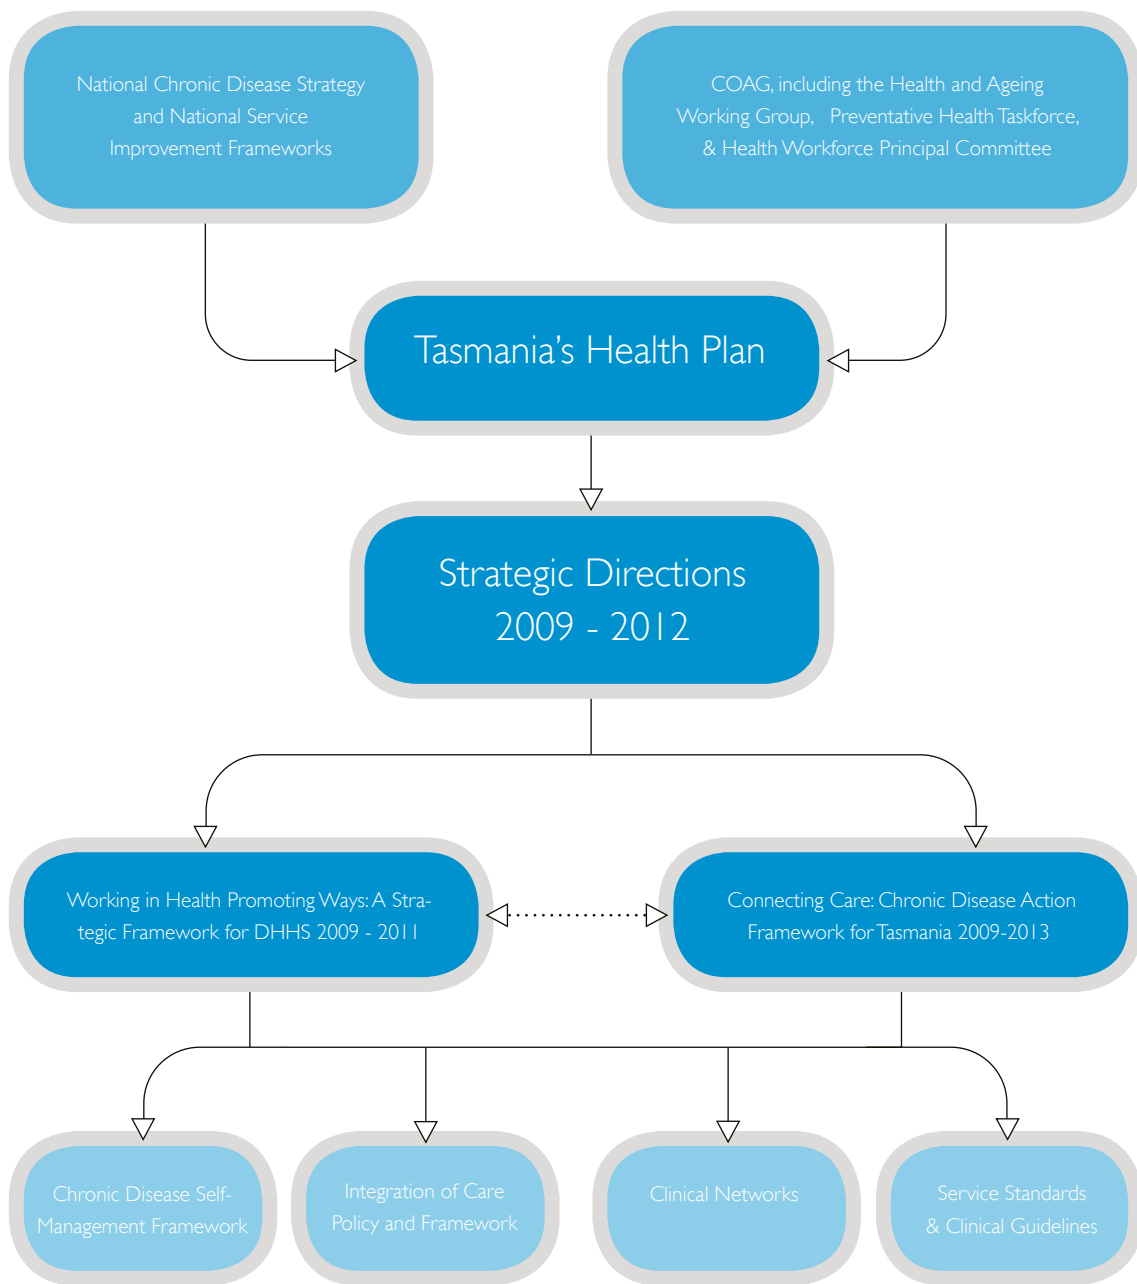 National Chronic Disease Strategy
and National Service
Improvement Frameworks
COAG, including the Health and Ageing
Working Group, Preventative Health Taskforce,
& Health Workforce Principal Committee
Tasmania's Health Plan
Strategic Directions
2009 - 2012
Working in Health Promoting Ways: A Stra-
tegic Framework for DHHS 2009 - 2011
Connecting Care: Chronic Disease Action
Framework for Tasmania 2009-2013
Chronic Disease Self-
Management Framework
Integration of Care
Policy and Framework
Clinical Networks
Service Standards
& Clinical Guidelines